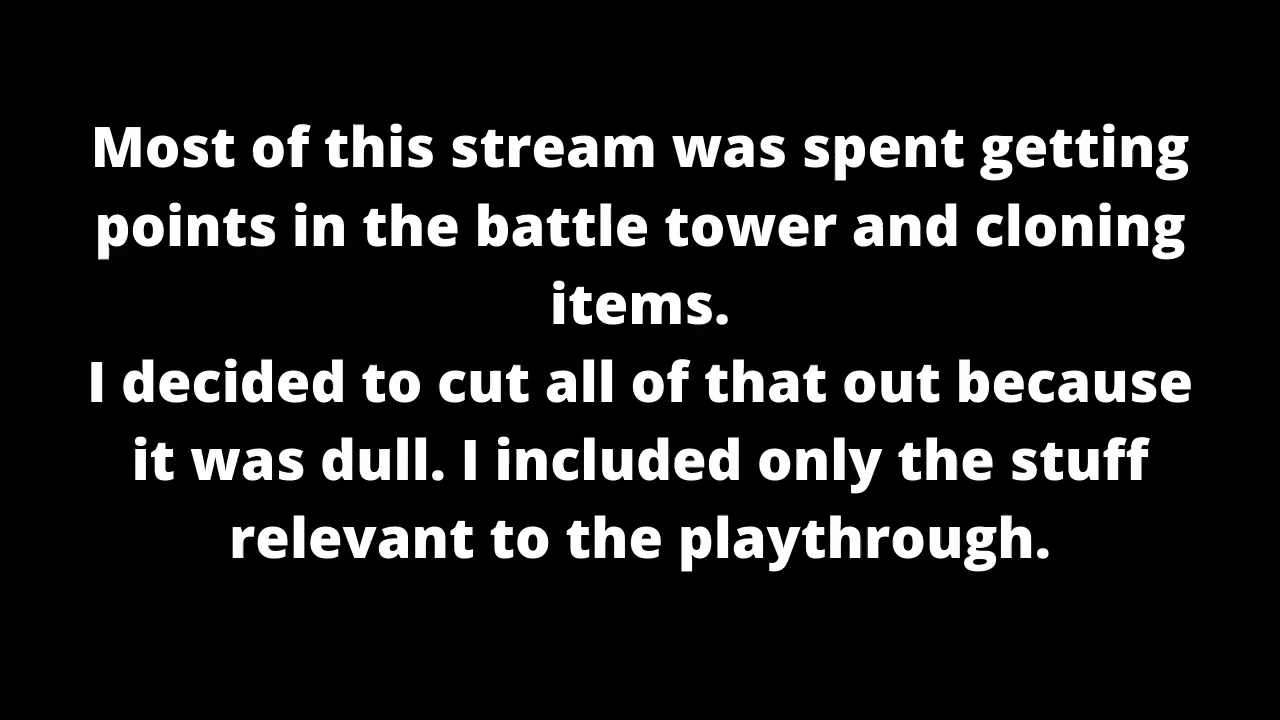 Most of this stream was spent getting
points in the battle tower and cloning
items.
I decided to cut all of that out because
it was dull. I included only the stuff
relevant to the playthrough.